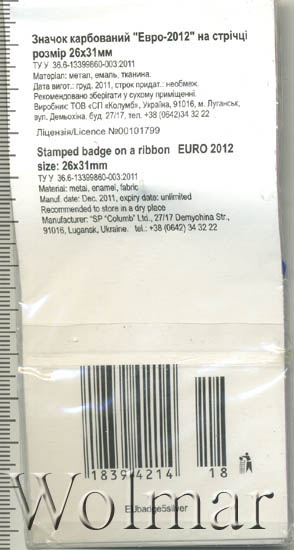 Значок карбований "Евро-2012" на стрічці
розмір 26х31мм
ТУ У 36.6-13399860-003:2011
Матеріал: метал, емаль, тканина.
Дата вигот.: груд. 2011, строк придат.: необмеж.
Рекомендовано зберігати у сухому приміщенні.
Виробник: ТОВ «СП «Колумб», Україна, 91016, м. Луганськ,
вул. Демьохіна, буд. 27/17, тел. +38 (0642)34 32 22
Ліцензія/Licence №00101799
Stamped badge on a ribbon EURO 2012
size: 26x31mm
ТУ У 36.6-13399860-003:2011
Material: metal, enamel, fabric
Manuf. date: Dec. 2011, expiry date: unlimited
Recommended to store in a dry place
Manufacturer: "SP "Columb" Ltd., 27/17 Demyohina Str.,
91016, Lugansk, Ukraine. tel.: +38 (0642) 34 32 22
18394214
18
Wolmar
EUbadge5silver